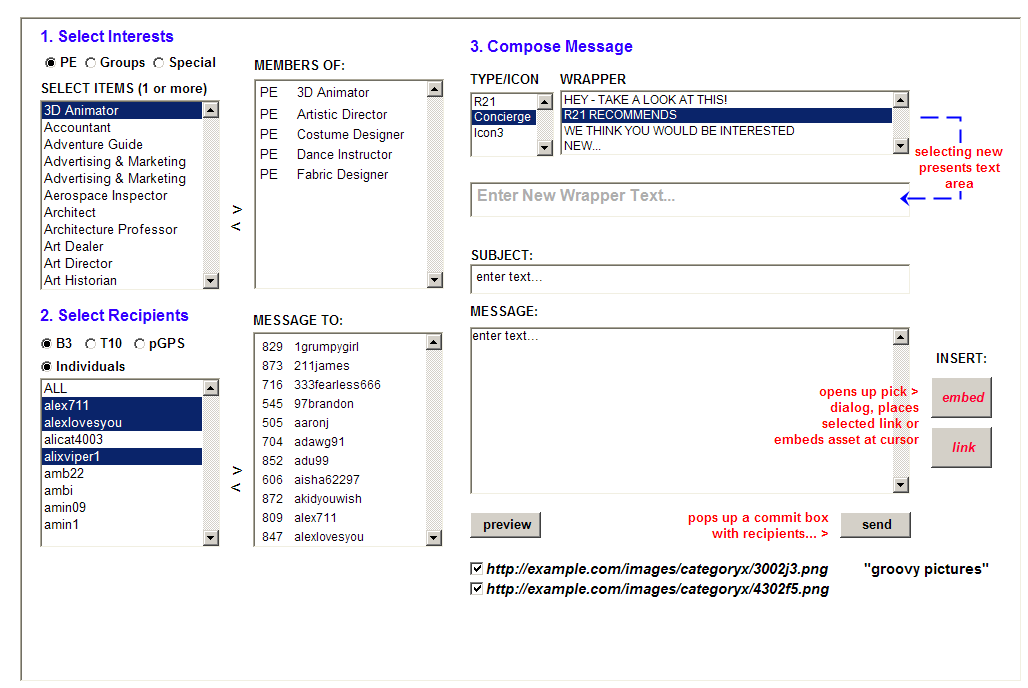 1. Select Interests
PE Groups Special
SELECT ITEMS (1 or more)
3D Animator
Accountant
Adventure Guide
Advertising & Marketing
Advertising & Marketing
Aerospace Inspector
Architect
Architecture Professor
Art Dealer
Art Director
Art Historian
>
<
MEMBERS OF:
PE 3D Animator
PE Artistic Director
PE Costume Designer
PE Dance Instructor
PE Fabric Designer
2. Select Recipients
B3 T10 pGPS
Individuals
ALL
alex711
alexlovesyou
alicat4003
alixviper1
amb22
ambi
amin09
amin1
>
<
MESSAGE TO:
829 1grumpygirl
873 211james
716 333fearless666
545 97brandon
505 aaronj
704 adawg91
852 adu99
606 aisha62297
872 akidyouwish
809 alex711
847 alexlovesyou
3. Compose Message
TYPE/ICON
R21
Concierge
Icon3
WRAPPER
HEY - TAKE A LOOK AT THIS!
R21 RECOMMENDS
WE THINK YOU WOULD BE INTERESTED
NEW...
selecting new
presents text
area
Enter New Wrapper Text...
SUBJECT:
enter text...
MESSAGE:
enter text...
INSERT:
opens up pick >
dialog, places
selected link or
embeds asset at cursor
embed
link
preview
pops up a commit box
with recipients... >
send
http://example.com/images/categoryx/3002j3.png "groovy pictures"
http://example.com/images/categoryx/4302f5.png